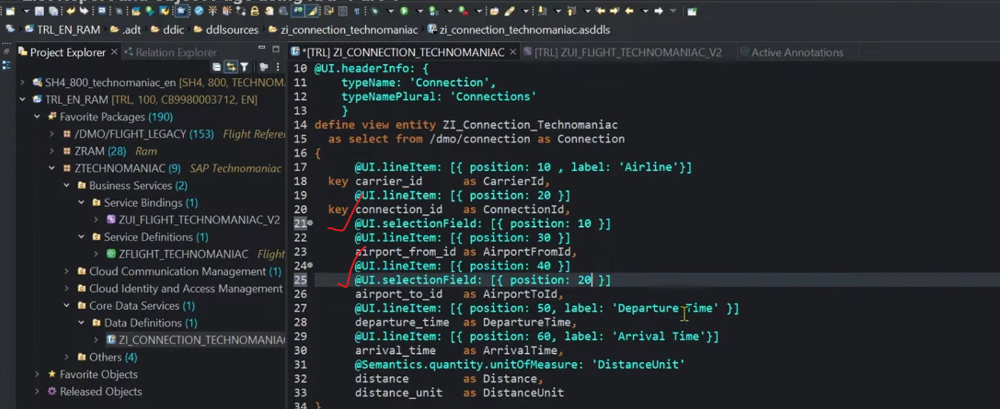 TRL_EN_RAM .adt ddic ddlsources zi_connection_technomaniac zi_connection_technomaniac.asddls
Project Explorer Relation Explorer
SH4_800_technomaniac_en [SH4, 800, TECHNOM
TRL_EN_RAM [TRL, 100, CB9980003712, EN]
Favorite Packages (190)
/DMO/FLIGHT_LEGACY (153) Flight Refere
ZRAM (28) Ram
ZTECHNOMANIAC (9) SAP Technomaniac
Business Services (2)
Service Bindings (1)
ZUI_FLIGHT_TECHNOMANIAC_V2
Service Definitions (1)
ZFLIGHT_TECHNOMANIAC Flight
Cloud Communication Management (1)
Cloud Identity and Access Management
Core Data Services (1)
Data Definitions (1)
ZI_CONNECTION_TECHNOMANIAC
Others (4)
Favorite Objects
Released Objects
*[TRL] ZI_CONNECTION_TECHNOMANIAC [TRL] ZUI_FLIGHT_TECHNOMANIAC_V2 Active Annotations
10 @UI.headerInfo: {
11 typeName: 'Connection',
12 typeNamePlural: 'Connections'
13 }
14 define view entity ZI_Connection_Technomaniac
15 as select from /dmo/connection as Connection
16 {
17 @UI.lineItem: [{ position: 10 , label: 'Airline'}]
18 key carrier_id as CarrierId,
19 @UI.lineItem: [{ position: 20 }]
20 key connection_id as ConnectionId,
21 @UI.selectionField: [{ position: 10 }]
22 @UI.lineItem: [{ position: 30 }]
23 airport_from_id as AirportFromId,
24 @UI.lineItem: [{ position: 40 }]
25 @UI.selectionField: [{ position: 20 }]
26 airport_to_id as AirportToId,
27 @UI.lineItem: [{ position: 50, label: 'Departure Time' }]
28 departure_time as DepartureTime,
29 @UI.lineItem: [{ position: 60, label: 'Arrival Time'}]
30 arrival_time as ArrivalTime,
31 @Semantics.quantity.unitOfMeasure: 'DistanceUnit'
32 distance as Distance,
33 distance_unit as DistanceUnit
34 }